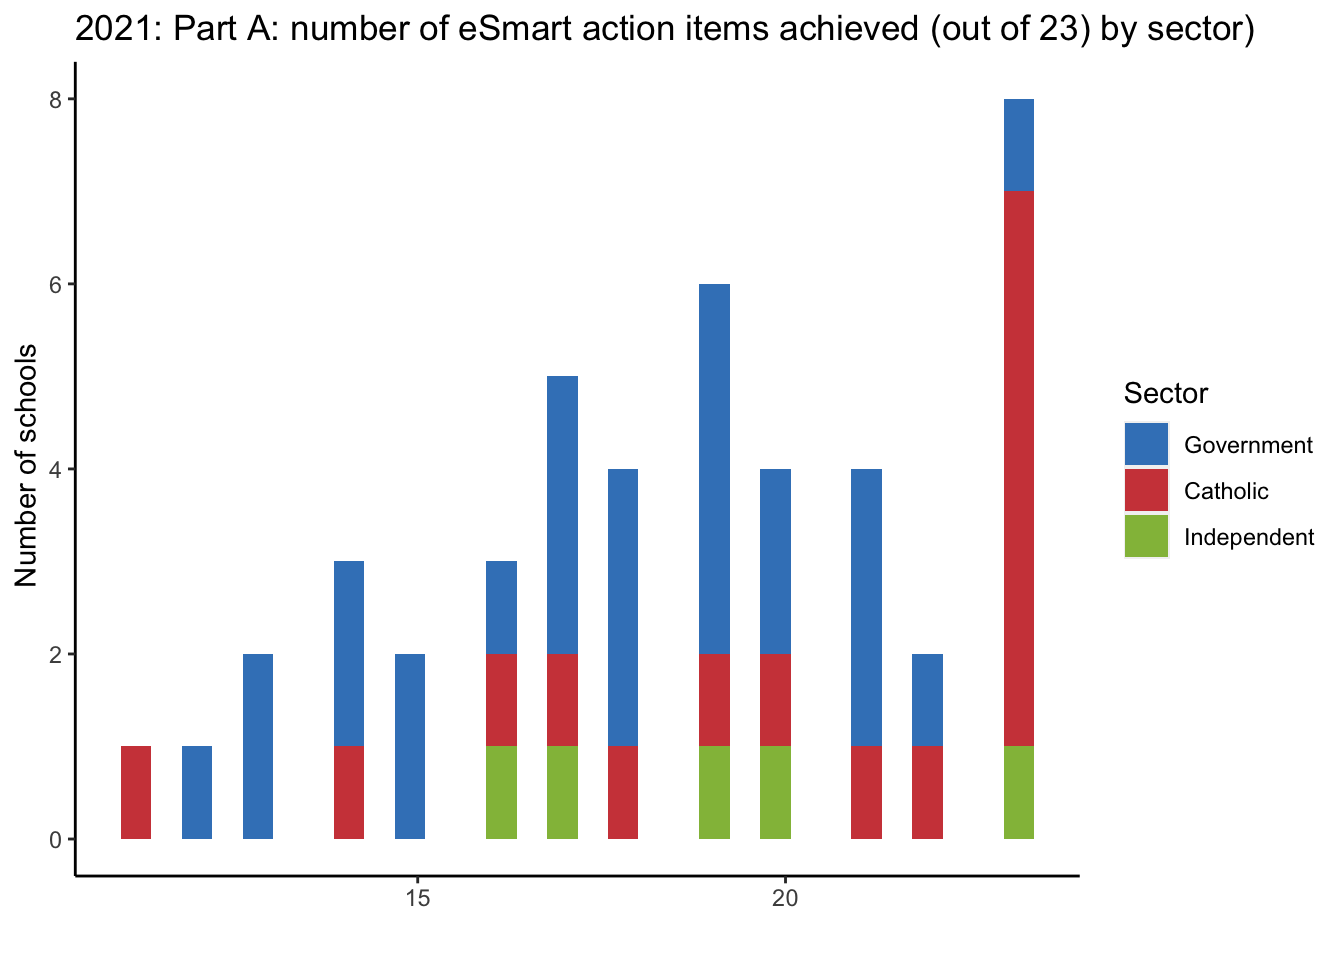 2021: Part A: number of eSmart action items achieved (out of 23) by sector)
Number of schools
8
6
4
2
0
15
20
Sector
Government
Catholic
Independent